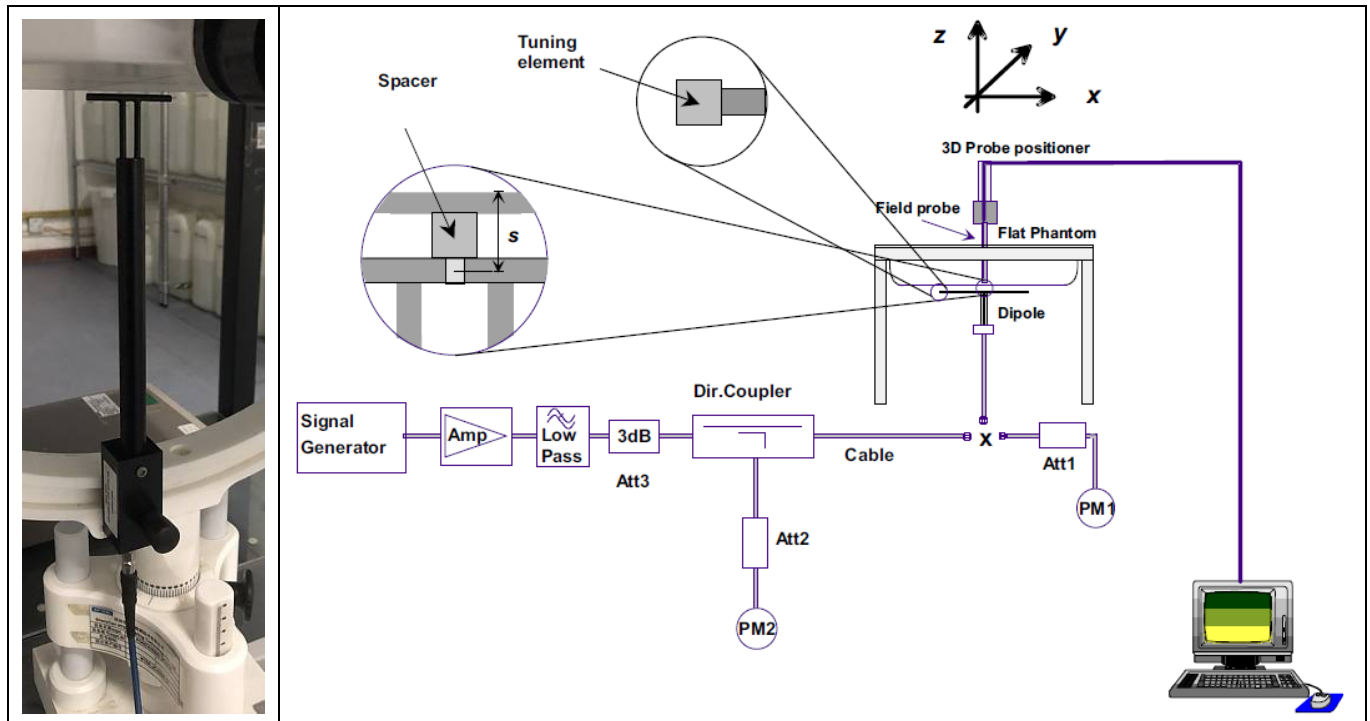 Tuning
element
Spacer
s
z
y
x
3D Probe positioner
Field probe
Flat Phantom
Dipole
Dir.Coupler
Signal
Generator
Amp
Low
Pass
3dB
Att3
Cable
x
Att1
PM1
Att2
PM2